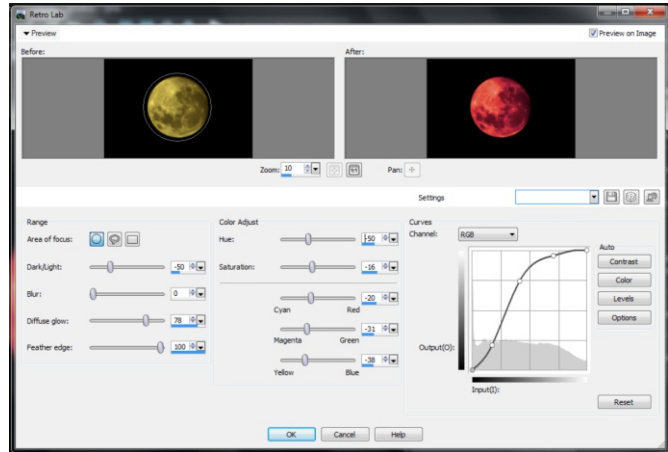 Retro Lab
Preview
Preview on Image
Before:
After:
Zoom: 10
Pan:
Settings
Range
Area of focus:
Dark/Light: -50
Blur: 0
Diffuse glow: 78
Feather edge: 100
Color Adjust
Hue: -50
Saturation: -16
-20
Cyan Red
-31
Magenta Green
-38
Yellow Blue
Curves
Channel: RGB
Output(O):
Input(I):
Auto
Contrast
Color
Levels
Options
Reset
OK Cancel Help